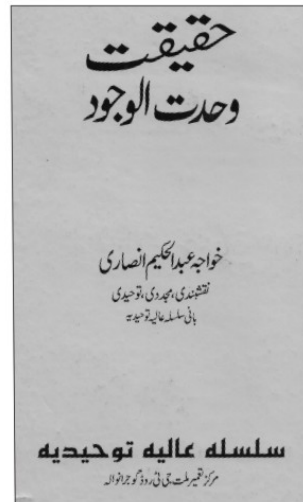 حقیقت
وحدت الوجود
خواجہ عبدالحکیم انصاری
نقشبندی، مجددی، توحیدی
بانی سلسلہ عالیہ توحیدیہ
سلسلہ عالیہ توحیدیہ
مرکز تعمیر ملت، جی ٹی روڈ گوجرانوالہ